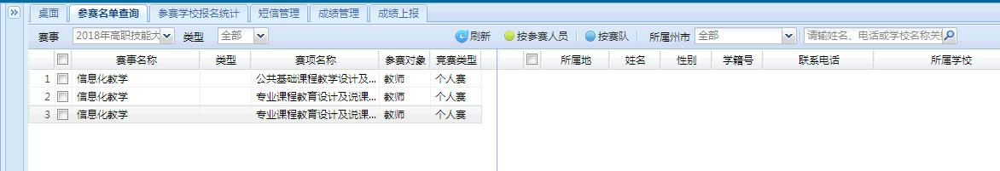 桌面 参赛名单查询 参赛学校报名统计 短信管理 成绩管理 成绩上报
赛事 2018年高职技能大 类型 全部 刷新 按参赛人员 按赛队 所属州市 全部 请输姓名、电话或学校名称关
赛事名称 类型 赛项名称 参赛对象 竞赛类型 所属地 姓名 性别 学籍号 联系电话 所属学校
1 信息化教学 公共基础课程教学设计及... 教师 个人赛
2 信息化教学 专业课程教育设计及说课... 教师 个人赛
3 信息化教学 专业课程教育设计及说课... 教师 个人赛